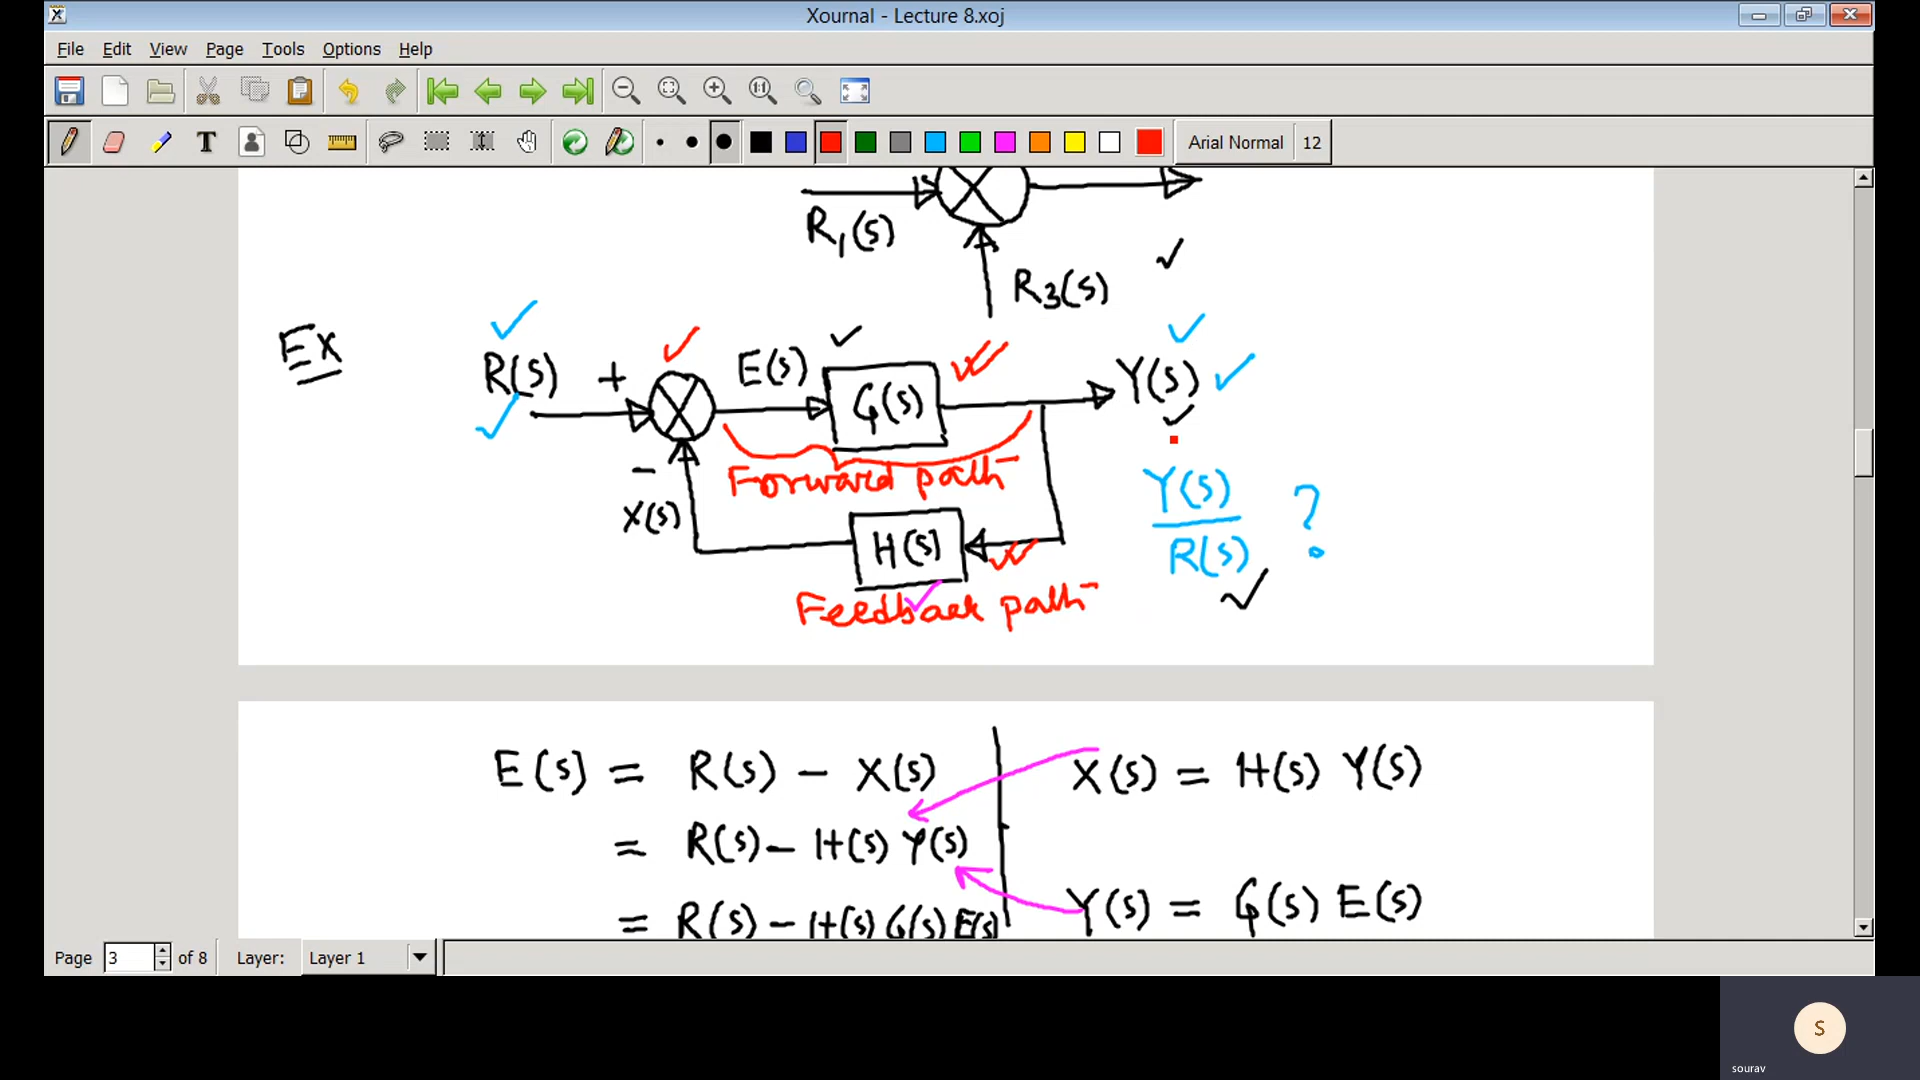 Xournal - Lecture 8.xoj
File Edit View Page Tools Options Help
Arial Normal 12
R1(s)
R3(s)
Ex
R(s) + E(s) G(s) Y(s)
Forward path
-
X(s)
H(s)
Feedback path
Y(s)
R(s)
?
E(s) = R(s) - X(s)
X(s) = H(s) Y(s)
= R(s) - H(s) Y(s)
Y(s) = G(s) E(s)
= R(s) - H(s) G(s) E(s)
Page 3 of 8 Layer: Layer 1
S
sourav